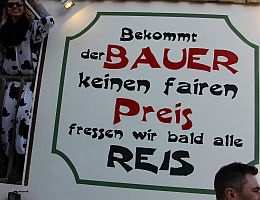 Bekommt
der BAUER
keinen fairen
Preis
fressen wir bald alle
REIS